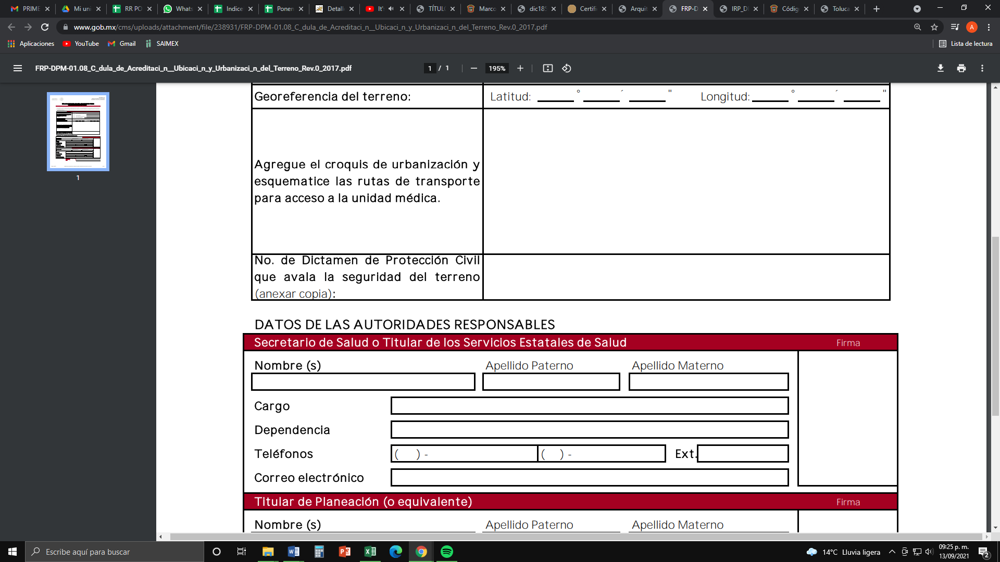 PRIME
Mi uni
RR PO
Whats
Indice
Ponen
Detall
It's
TÍTUL
Marco
dic185
Certifi
Arquit
FRP-D
IRP_D
Códig
Toluca
www.gob.mx/cms/uploads/attachment/file/238931/FRP-DPM-01.08_C_dula_de_Acreditaci_n__Ubicaci_n_y_Urbanizaci_n_del_Terreno_Rev.0_2017.pdf
A
Aplicaciones
YouTube
Gmail
SAIMEX
Lista de lectura
FRP-DPM-01.08_C_dula_de_Acreditaci_n__Ubicaci_n_y_Urbanizaci_n_del_Terreno_Rev.0_2017.pdf
1 / 1
195%
1
Georeferencia del terreno:
Latitud: ____ ° ____ ´ ____ " Longitud: ____ ° ____ ´ ____ "
Agregue el croquis de urbanización y
esquematice las rutas de transporte
para acceso a la unidad médica.
No. de Dictamen de Protección Civil
que avala la seguridad del terreno
(anexar copia):
DATOS DE LAS AUTORIDADES RESPONSABLES
Secretario de Salud o Titular de los Servicios Estatales de Salud Firma
Nombre (s) Apellido Paterno Apellido Materno
Cargo
Dependencia
Teléfonos ( ) - ( ) - Ext.
Correo electrónico
Titular de Planeación (o equivalente) Firma
Nombre (s) Apellido Paterno Apellido Materno
Escribe aquí para buscar
14°C Lluvia ligera
09:25 p. m.
13/09/2021
2